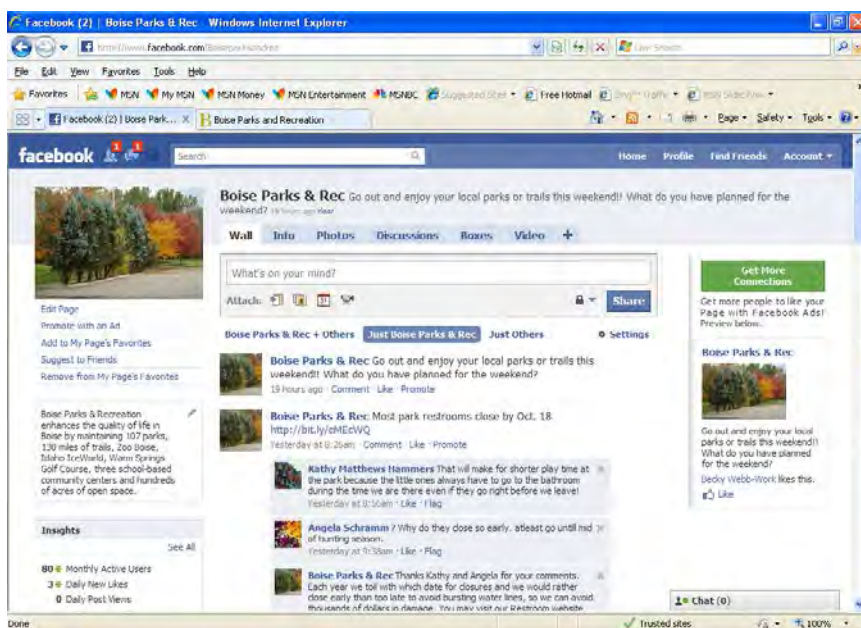 Facebook (2) | Boise Parks & Rec - Windows Internet Explorer
http://www.facebook.com/
Live Search
File Edit View Favorites Tools Help
Favorites MSN My MSN MSN Money MSN Entertainment MSNBC Suggested Sites Free Hotmail
Facebook (2) | Boise Park... X Boise Parks and Recreation
Page Safety Tools
facebook 1 1 Search Home Profile Find Friends Account
Boise Parks & Rec Go out and enjoy your local parks or trails this weekend!! What do you have planned for the
weekend? 19 hours ago clear
Wall Info Photos Discussions Boxes Video +
What's on your mind?
Attach: 31 Share
Boise Parks & Rec + Others Just Boise Parks & Rec Just Others Settings
Boise Parks & Rec Go out and enjoy your local parks or trails this
weekend!! What do you have planned for the weekend?
19 hours ago · Comment · Like · Promote
Boise Parks & Rec Most park restrooms close by Oct. 18.
http://bit.ly/cMEcWQ
Yesterday at 8:26am · Comment · Like · Promote
Kathy Matthews Hammers That will make for shorter play time at
the park because the little ones always have to go to the bathroom
during the time we are there even if they go right before we leave!
Yesterday at 8:50am · Like · Flag
Angela Schramm ? Why do they close so early. atleast go until mid
of hunting season.
Yesterday at 9:38am · Like · Flag
Boise Parks & Rec Thanks Kathy and Angela for your comments.
Each year we toil with which date for closures and we would rather
close early than too late to avoid bursting water lines, so we can avoid
thousands of dollars in damage. You may visit our Restroom website
Edit Page
Promote with an Ad
Add to My Page's Favorites
Suggest to Friends
Remove from My Page's Favorites
Boise Parks & Recreation
enhances the quality of life in
Boise by maintaining 107 parks,
130 miles of trails, Zoo Boise,
Idaho IceWorld, Warm Springs
Golf Course, three school-based
community centers and hundreds
of acres of open space.
Insights
See All
80 Monthly Active Users
3 Daily New Likes
0 Daily Post Views
Get More
Connections
Get more people to like your
Page with Facebook Ads!
Preview below.
Boise Parks & Rec
Go out and enjoy your local
parks or trails this weekend!!
What do you have planned
for the weekend?
Becky Webb-Work likes this.
Like
1 Chat (0)
Done Trusted sites 100%